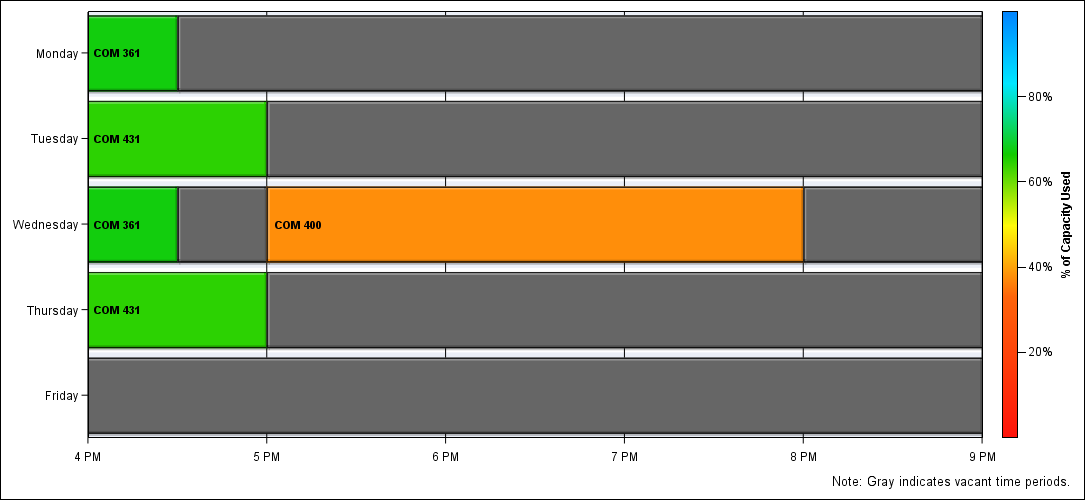 Monday
COM 361
Tuesday
COM 431
Wednesday
COM 361
COM 400
Thursday
COM 431
Friday
4 PM
5 PM
6 PM
7 PM
8 PM
9 PM
80%
60%
40%
20%
% of Capacity Used
Note: Gray indicates vacant time periods.